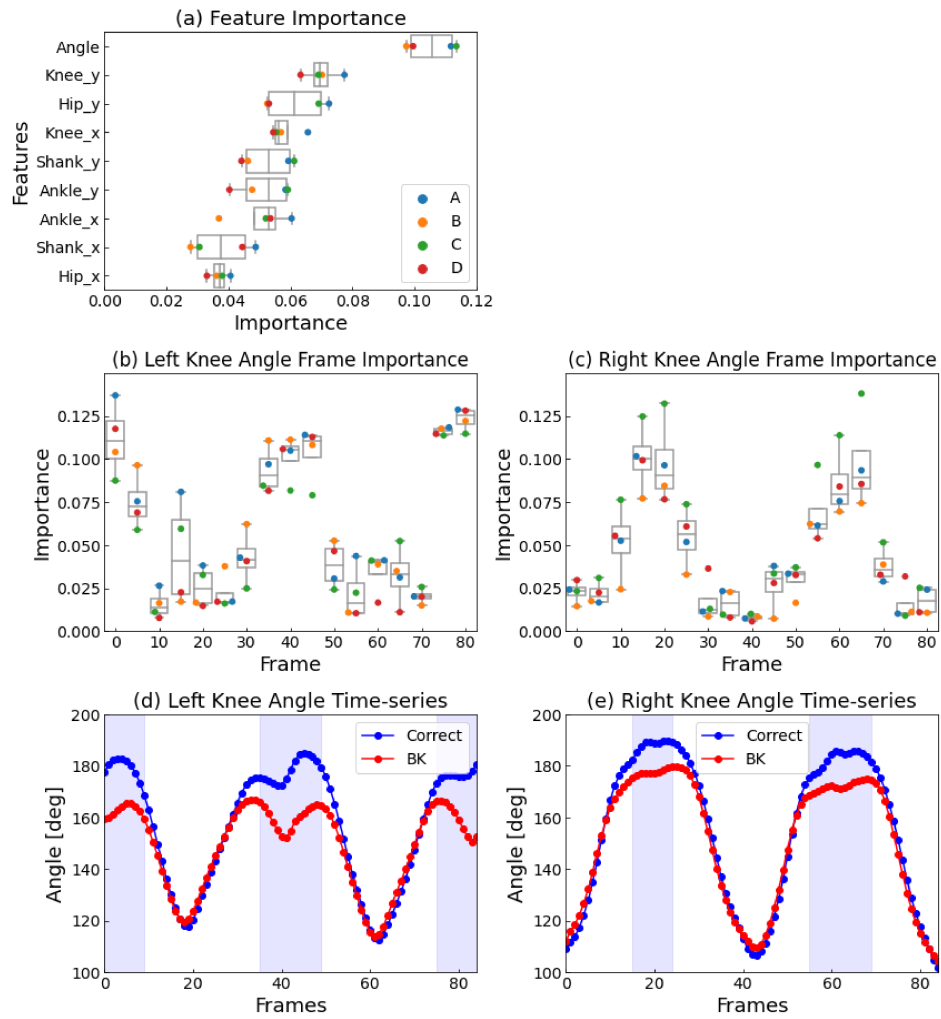 (a) Feature Importance
Features
Angle
Knee_y
Hip_y
Knee_x
Shank_y
Ankle_y
Ankle_x
Shank_x
Hip_x
A
B
C
D
0.00 0.02 0.04 0.06 0.08 0.10 0.12
Importance
(b) Left Knee Angle Frame Importance
Importance
0.125
0.100
0.075
0.050
0.025
0.000
0 10 20 30 40 50 60 70 80
Frame
(c) Right Knee Angle Frame Importance
Importance
0.125
0.100
0.075
0.050
0.025
0.000
0 10 20 30 40 50 60 70 80
Frame
(d) Left Knee Angle Time-series
Angle [deg]
200
180
160
140
120
100
Correct
BK
0 20 40 60 80
Frames
(e) Right Knee Angle Time-series
Angle [deg]
200
180
160
140
120
100
Correct
BK
0 20 40 60 80
Frames